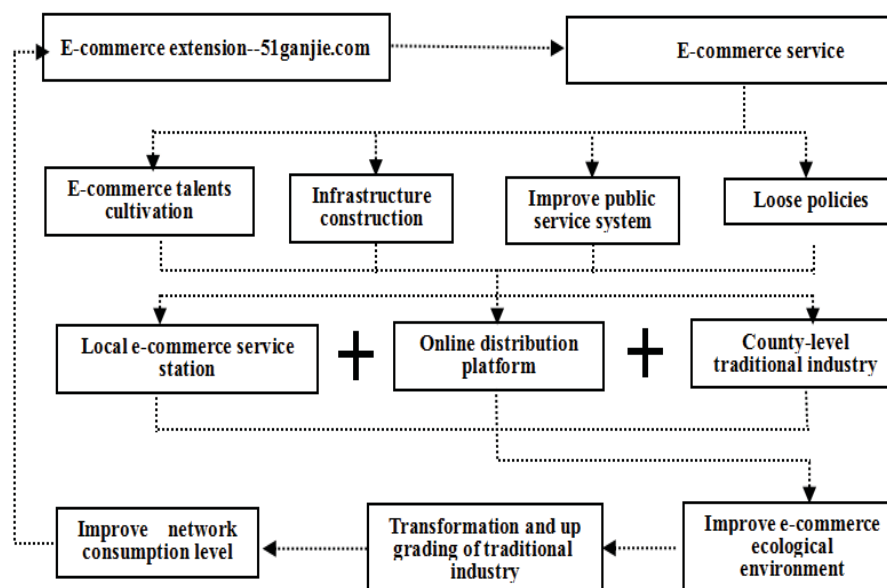 E-commerce extension--51ganjie.com
E-commerce service
E-commerce talents
cultivation
Infrastructure
construction
Improve public
service system
Loose policies
Local e-commerce service
station
+
Online distribution
platform
+
County-level
traditional industry
Improve network
consumption level
Transformation and up
grading of traditional
industry
Improve e-commerce
ecological
environment